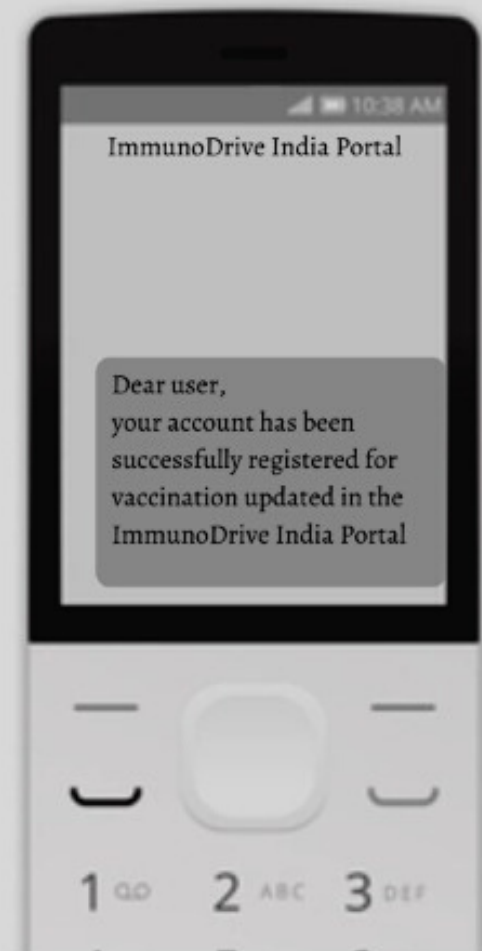 10:38 AM
ImmunoDrive India Portal
Dear user,
your account has been
successfully registered for
vaccination updated in the
ImmunoDrive India Portal
1 2 ABC 3 DEF